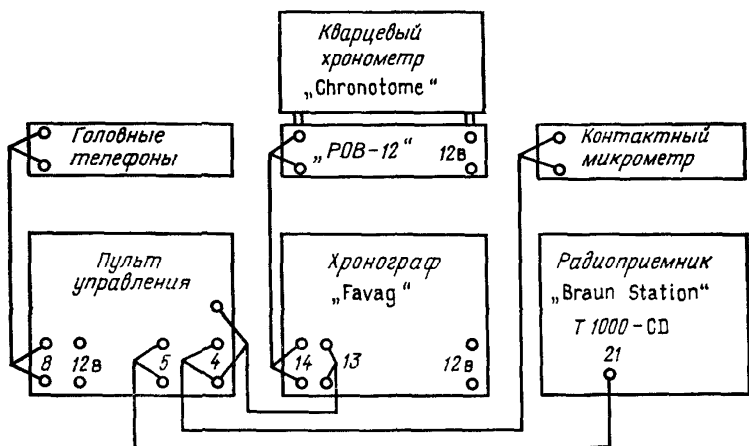 Кварцевый
хронометр
„Chronotome“
Головные
телефоны
„РОВ-12“ 12в
Контактный
микрометр
Пульт
управления
8 12в 5 4
Хронограф
„Favag“
14 13 12в
Радиоприемник
„Braun Station“
T 1000-CD
21